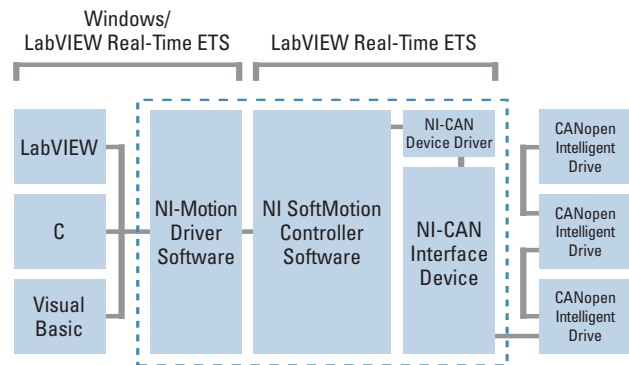 Windows/
LabVIEW Real-Time ETS
LabVIEW Real-Time ETS
LabVIEW
C
Visual
Basic
NI-Motion
Driver
Software
NI SoftMotion
Controller
Software
NI-CAN
Device Driver
NI-CAN
Interface
Device
CANopen
Intelligent
Drive
CANopen
Intelligent
Drive
CANopen
Intelligent
Drive